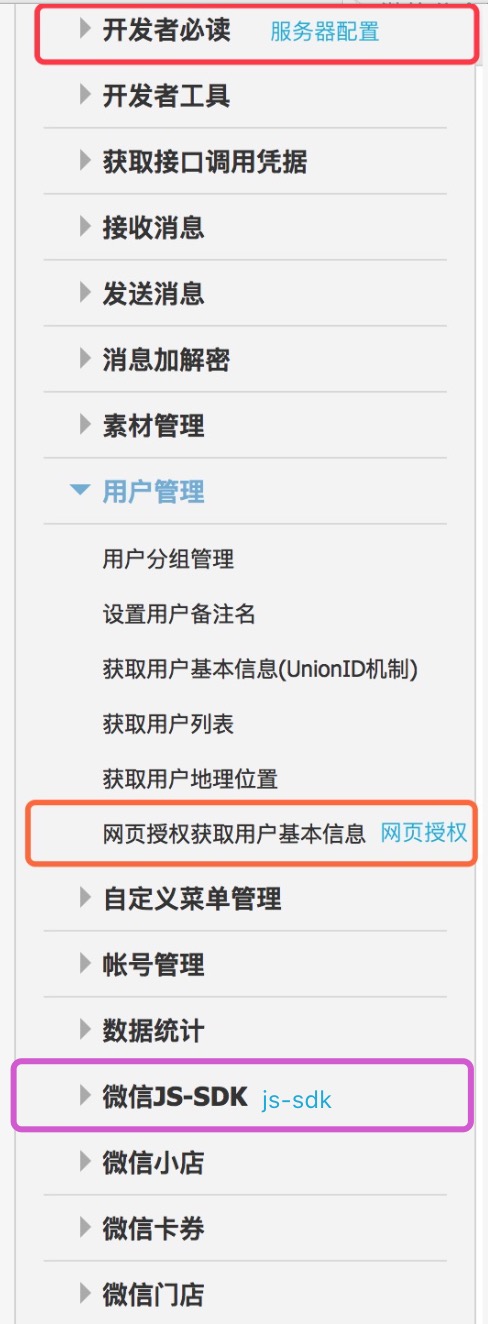 开发者必读 服务器配置
开发者工具
获取接口调用凭据
接收消息
发送消息
消息加解密
素材管理
用户管理
用户分组管理
设置用户备注名
获取用户基本信息(UnionID机制)
获取用户列表
获取用户地理位置
网页授权获取用户基本信息 网页授权
自定义菜单管理
帐号管理
数据统计
微信JS-SDK js-sdk
微信小店
微信卡券
微信门店